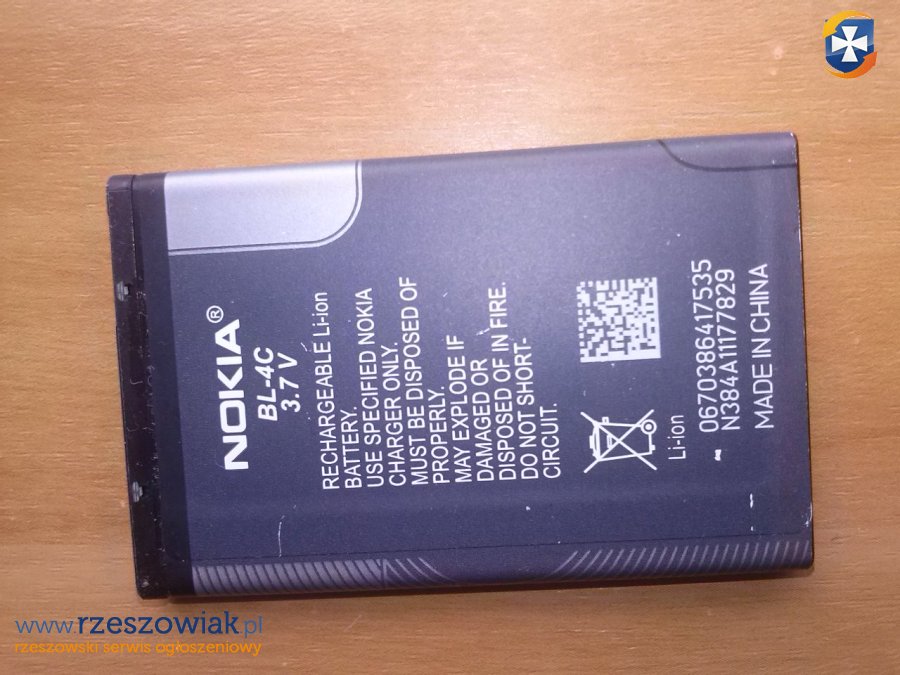 NOKIA®
BL-4C
3.7 V
RECHARGEABLE Li-ion
BATTERY.
USE SPECIFIED NOKIA
CHARGER ONLY.
MUST BE DISPOSED OF
PROPERLY.
MAY EXPLODE IF
DAMAGED OR
DISPOSED OF IN FIRE.
DO NOT SHORT-
CIRCUIT.
Li-ion
0670386417535
N384A11177829
MADE IN CHINA
www.rzeszowiak.pl
rzeszowski serwis ogłoszeniowy